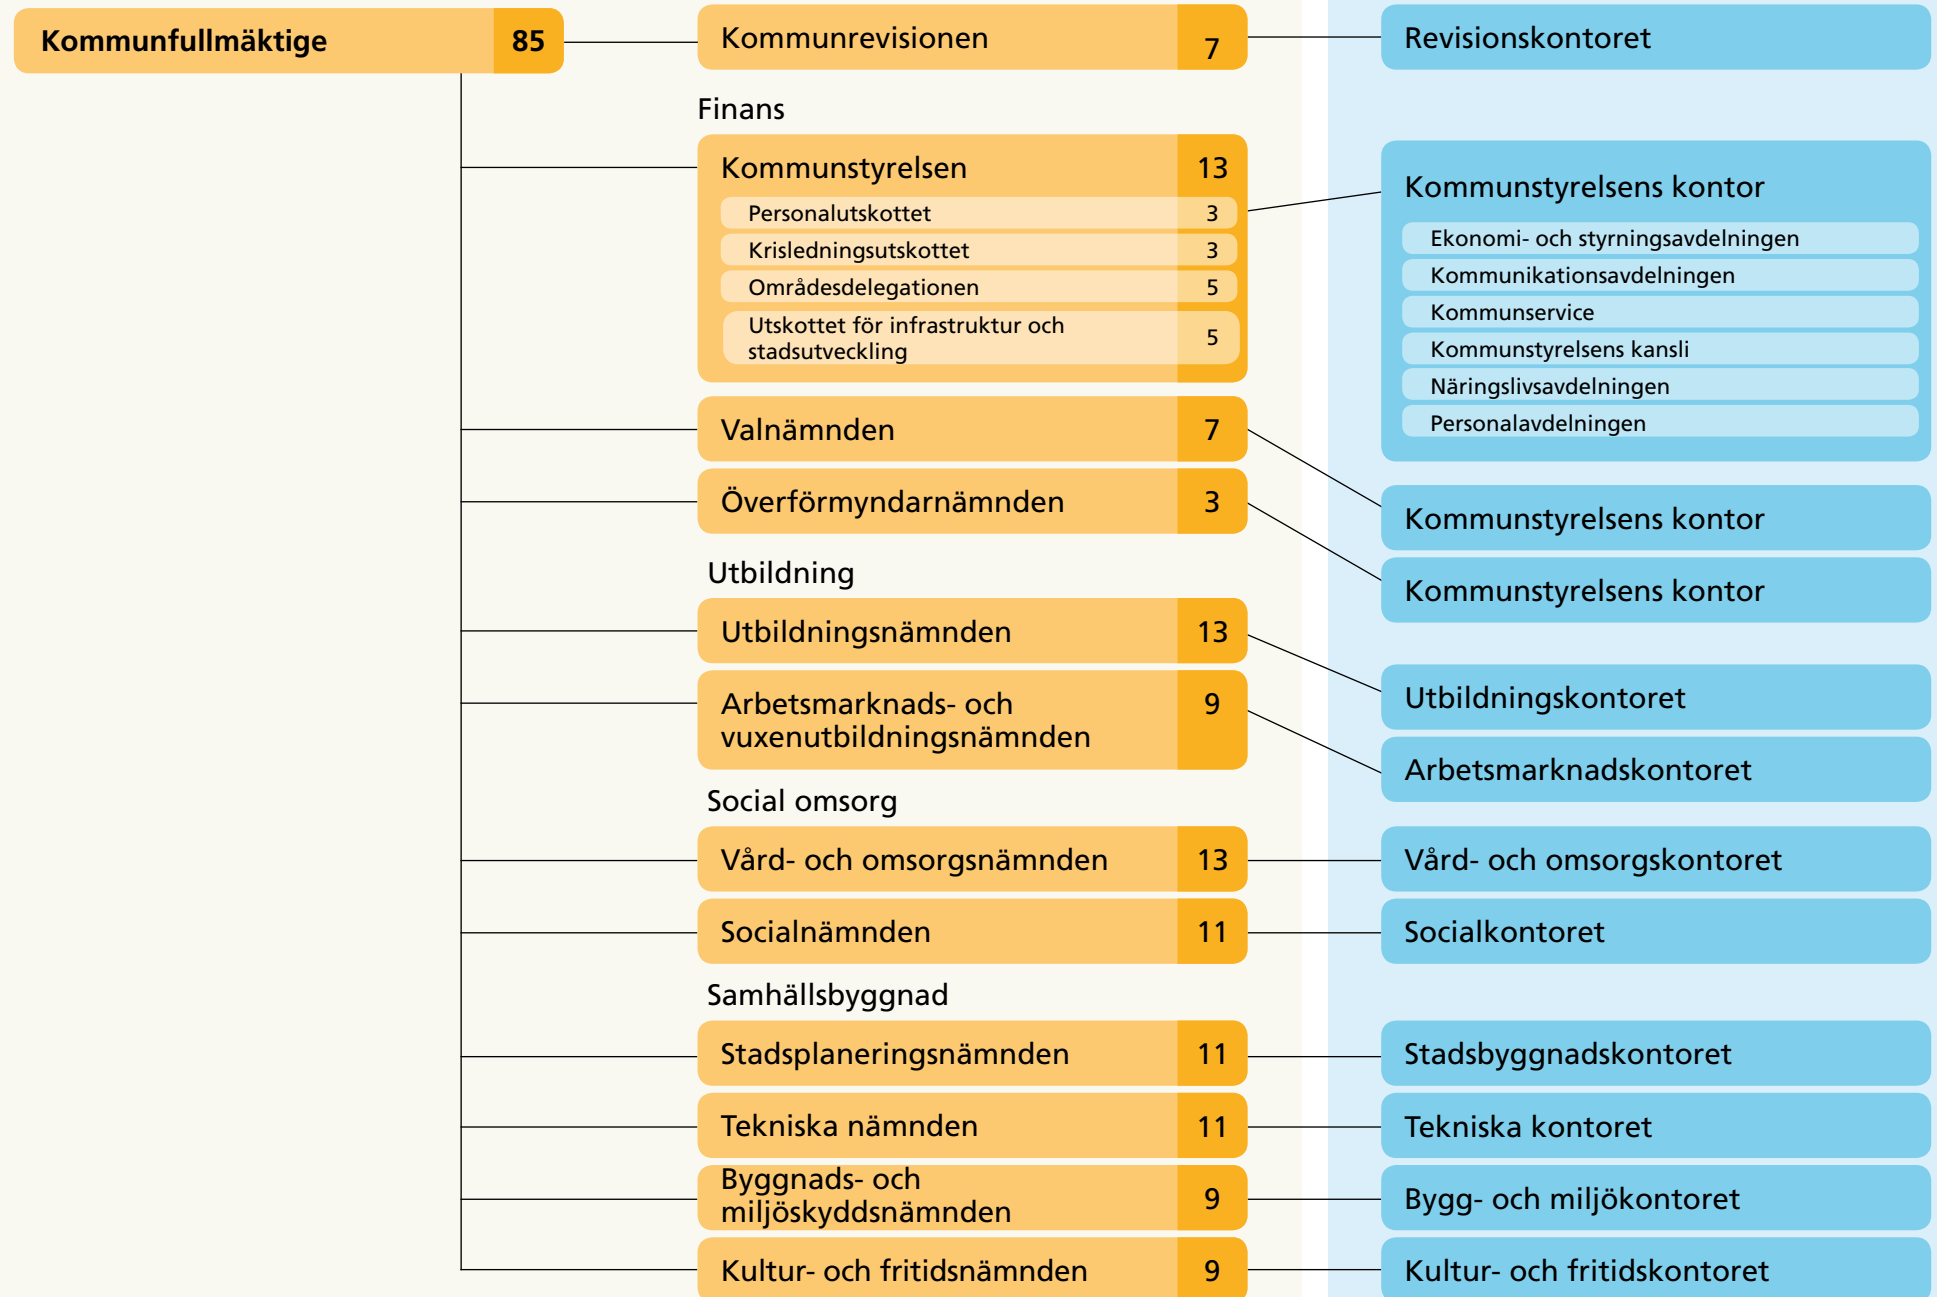 Kommunfullmäktige 85
Kommunrevisionen 7
Revisionskontoret
Finans
Kommunstyrelsen 13
Personalutskottet 3
Krisledningsutskottet 3
Områdesdelegationen 5
Utskottet för infrastruktur och
stadsutveckling 5
Kommunstyrelsens kontor
Ekonomi- och styrningsavdelningen
Kommunikationsavdelningen
Kommunservice
Kommunstyrelsens kansli
Näringslivsavdelningen
Personalavdelningen
Valnämnden 7
Kommunstyrelsens kontor
Överförmyndarnämnden 3
Kommunstyrelsens kontor
Utbildning
Utbildningsnämnden 13
Utbildningskontoret
Arbetsmarknads- och 9
vuxenutbildningsnämnden
Arbetsmarknadskontoret
Social omsorg
Vård- och omsorgsnämnden 13
Vård- och omsorgskontoret
Socialnämnden 11
Socialkontoret
Samhällsbyggnad
Stadsplaneringsnämnden 11
Stadsbyggnadskontoret
Tekniska nämnden 11
Tekniska kontoret
Byggnads- och
miljöskyddsnämnden 9
Bygg- och miljökontoret
Kultur- och fritidsnämnden 9
Kultur- och fritidskontoret